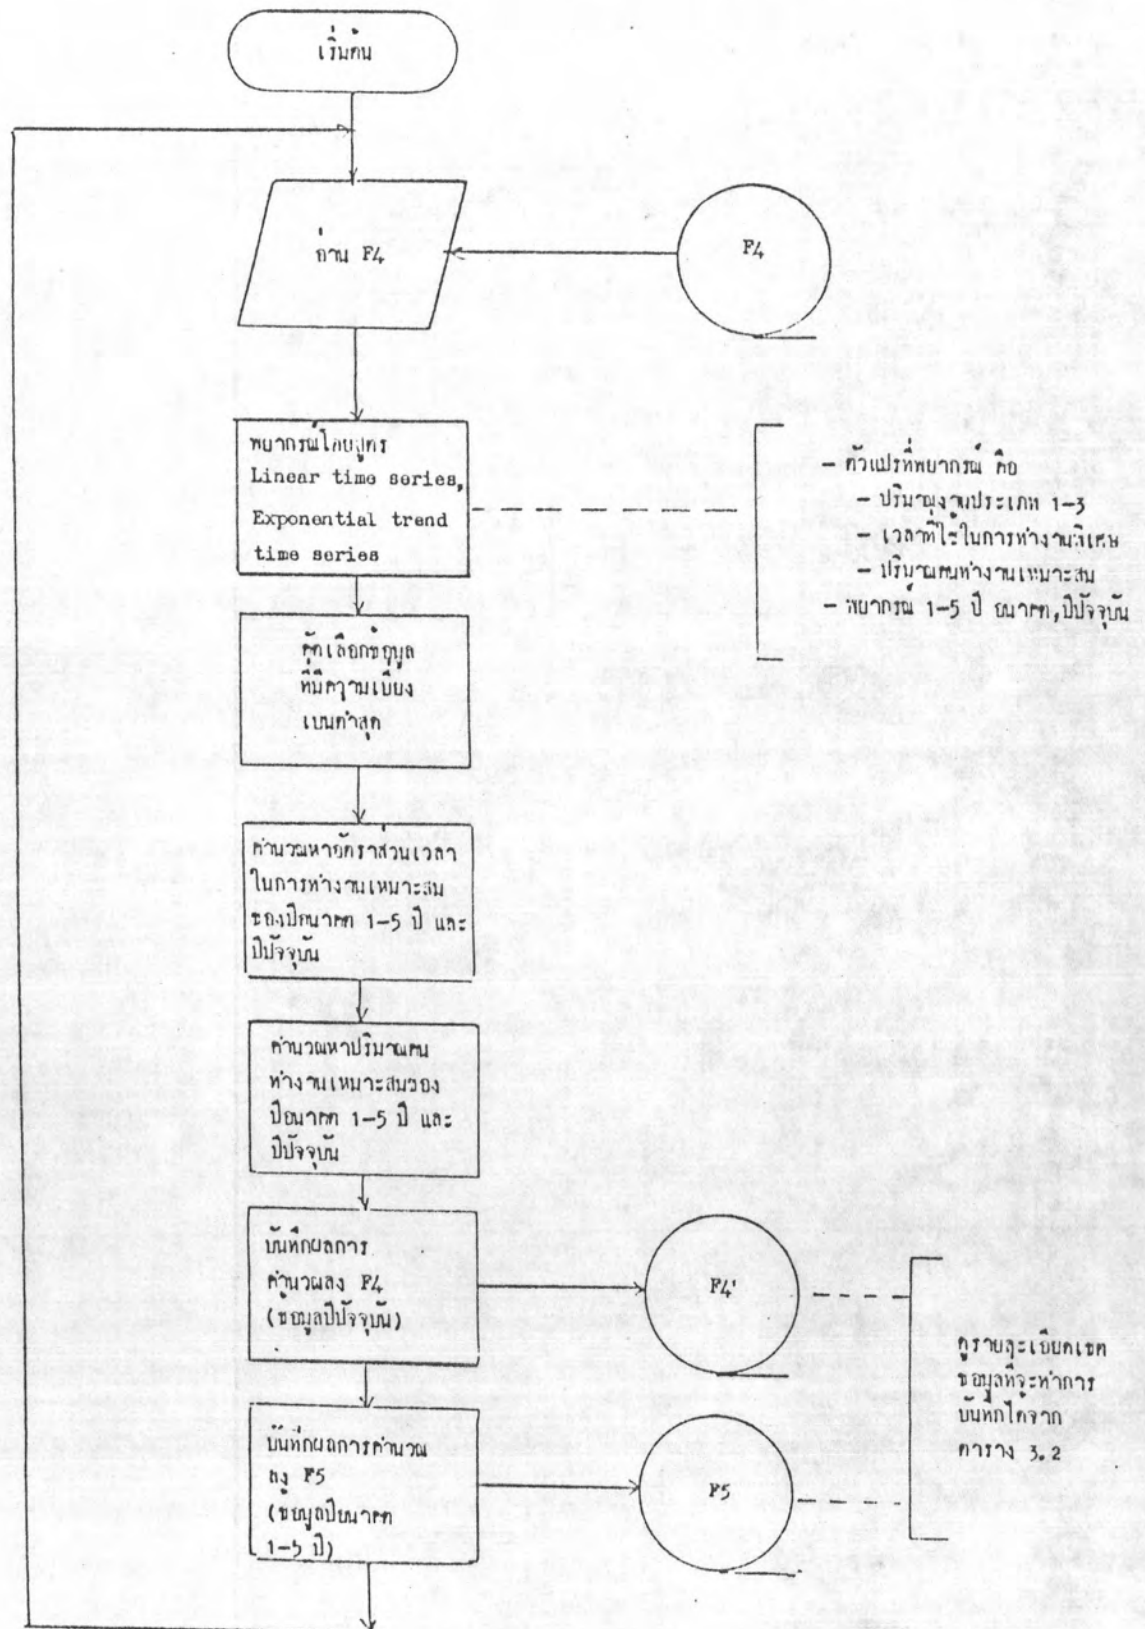 เริ่มต้น
อ่าน F4
F4
พยากรณ์โดยสูตร
Linear time series,
Exponential trend
time series
– ตัวแปรที่พยากรณ์ คือ
– ปริมาณงานประเภท 1-3
– เวลาที่ใช้ในการทำงานพิเศษ
– ปริมาณคนทำงานเหมาะสม
– พยากรณ์ 1-5 ปี อนาคต,ปีปัจจุบัน
คัดเลือกข้อมูล
ที่มีความเบี่ยง
เบนต่ำสุด
คำนวณหาอัตราส่วนเวลา
ในการทำงานเหมาะสม
ของปีอนาคต 1-5 ปี และ
ปีปัจจุบัน
คำนวณหาปริมาณคน
ทำงานเหมาะสมของ
ปีอนาคต 1-5 ปี และ
ปีปัจจุบัน
บันทึกผลการ
คำนวณลง F4
(ข้อมูลปีปัจจุบัน)
F4'
บันทึกผลการคำนวณ
ลง F5
(ข้อมูลปีอนาคต
1-5 ปี)
F5
ดูรายละเอียดเขต
ข้อมูลที่จะทำการ
บันทึกได้จาก
ตาราง 3.2